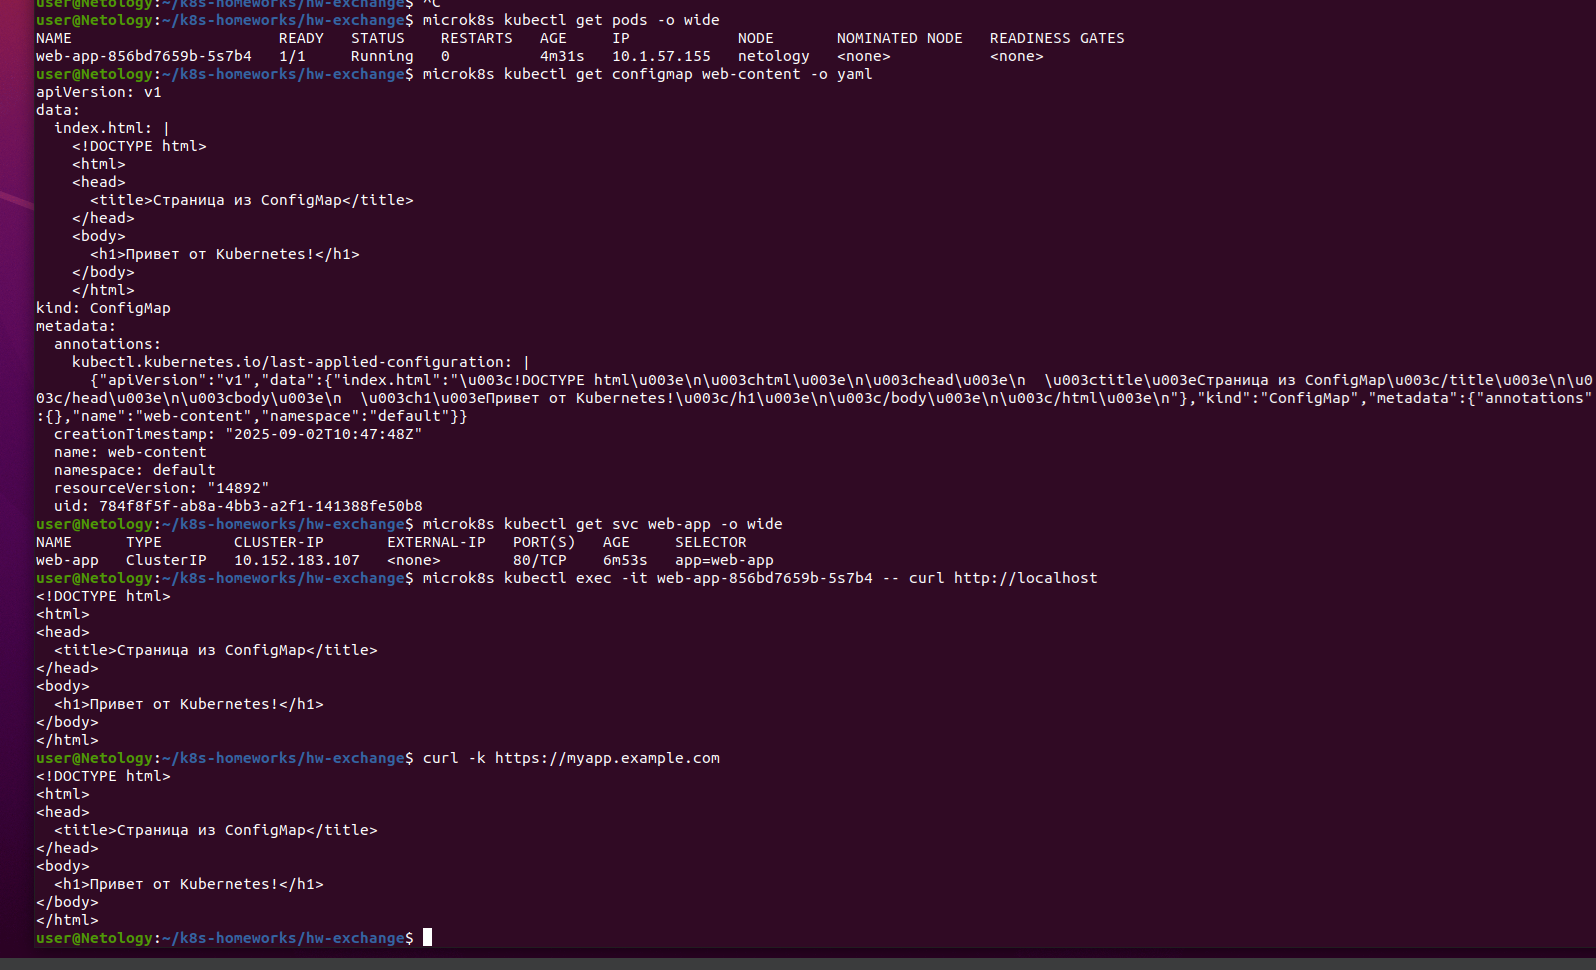 user@Netology:~/k8s-homeworks/hw-exchange$ ^C
user@Netology:~/k8s-homeworks/hw-exchange$ microk8s kubectl get pods -o wide
NAME                       READY   STATUS    RESTARTS   AGE     IP            NODE       NOMINATED NODE   READINESS GATES
web-app-856bd7659b-5s7b4   1/1     Running   0          4m31s   10.1.57.155   netology   <none>           <none>
user@Netology:~/k8s-homeworks/hw-exchange$ microk8s kubectl get configmap web-content -o yaml
apiVersion: v1
data:
  index.html: |
    <!DOCTYPE html>
    <html>
    <head>
      <title>Страница из ConfigMap</title>
    </head>
    <body>
      <h1>Привет от Kubernetes!</h1>
    </body>
    </html>
kind: ConfigMap
metadata:
  annotations:
    kubectl.kubernetes.io/last-applied-configuration: |
      {"apiVersion":"v1","data":{"index.html":"\u003c!DOCTYPE html\u003e\n\u003chtml\u003e\n\u003chead\u003e\n  \u003ctitle\u003eСтраница из ConfigMap\u003c/title\u003e\n\u0
03c/head\u003e\n\u003cbody\u003e\n  \u003ch1\u003eПривет от Kubernetes!\u003c/h1\u003e\n\u003c/body\u003e\n\u003c/html\u003e\n"},"kind":"ConfigMap","metadata":{"annotations"
:{},"name":"web-content","namespace":"default"}}
  creationTimestamp: "2025-09-02T10:47:48Z"
  name: web-content
  namespace: default
  resourceVersion: "14892"
  uid: 784f8f5f-ab8a-4bb3-a2f1-141388fe50b8
user@Netology:~/k8s-homeworks/hw-exchange$ microk8s kubectl get svc web-app -o wide
NAME      TYPE        CLUSTER-IP       EXTERNAL-IP   PORT(S)   AGE     SELECTOR
web-app   ClusterIP   10.152.183.107   <none>        80/TCP    6m53s   app=web-app
user@Netology:~/k8s-homeworks/hw-exchange$ microk8s kubectl exec -it web-app-856bd7659b-5s7b4 -- curl http://localhost
<!DOCTYPE html>
<html>
<head>
  <title>Страница из ConfigMap</title>
</head>
<body>
  <h1>Привет от Kubernetes!</h1>
</body>
</html>
user@Netology:~/k8s-homeworks/hw-exchange$ curl -k https://myapp.example.com
<!DOCTYPE html>
<html>
<head>
  <title>Страница из ConfigMap</title>
</head>
<body>
  <h1>Привет от Kubernetes!</h1>
</body>
</html>
user@Netology:~/k8s-homeworks/hw-exchange$